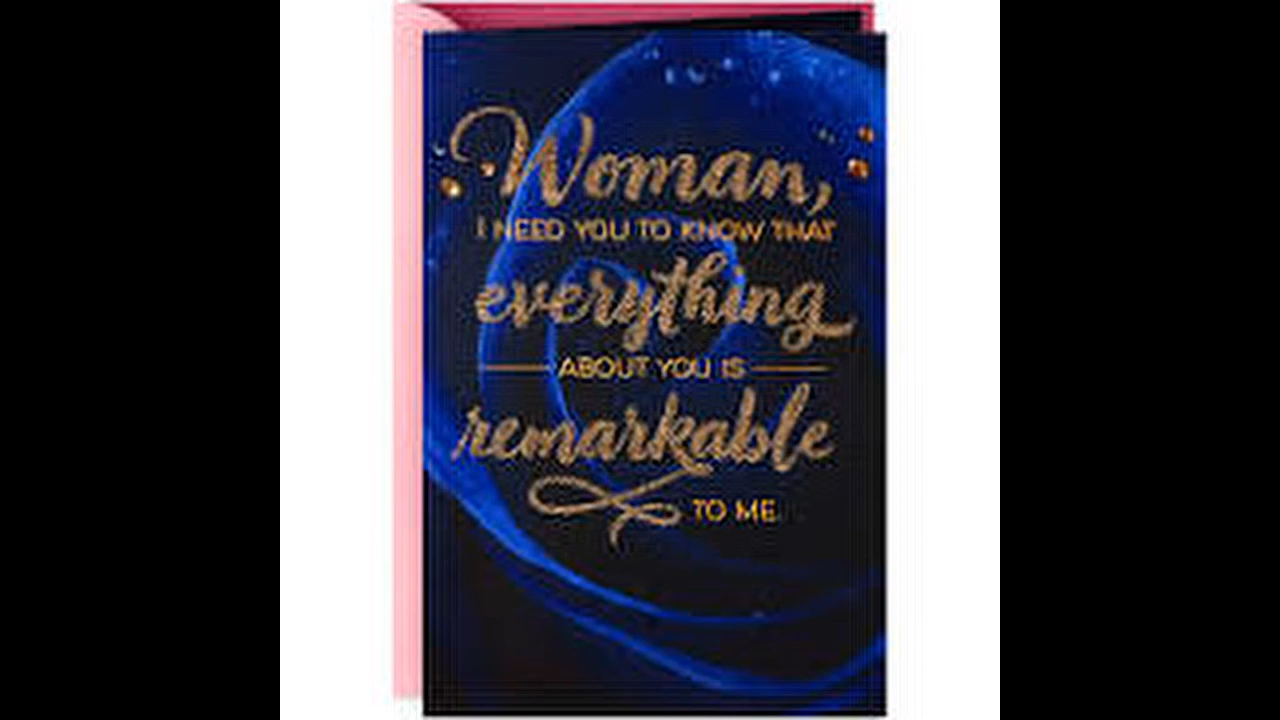 Woman,
I NEED YOU TO KNOW THAT
everything
ABOUT YOU IS
remarkable
TO ME